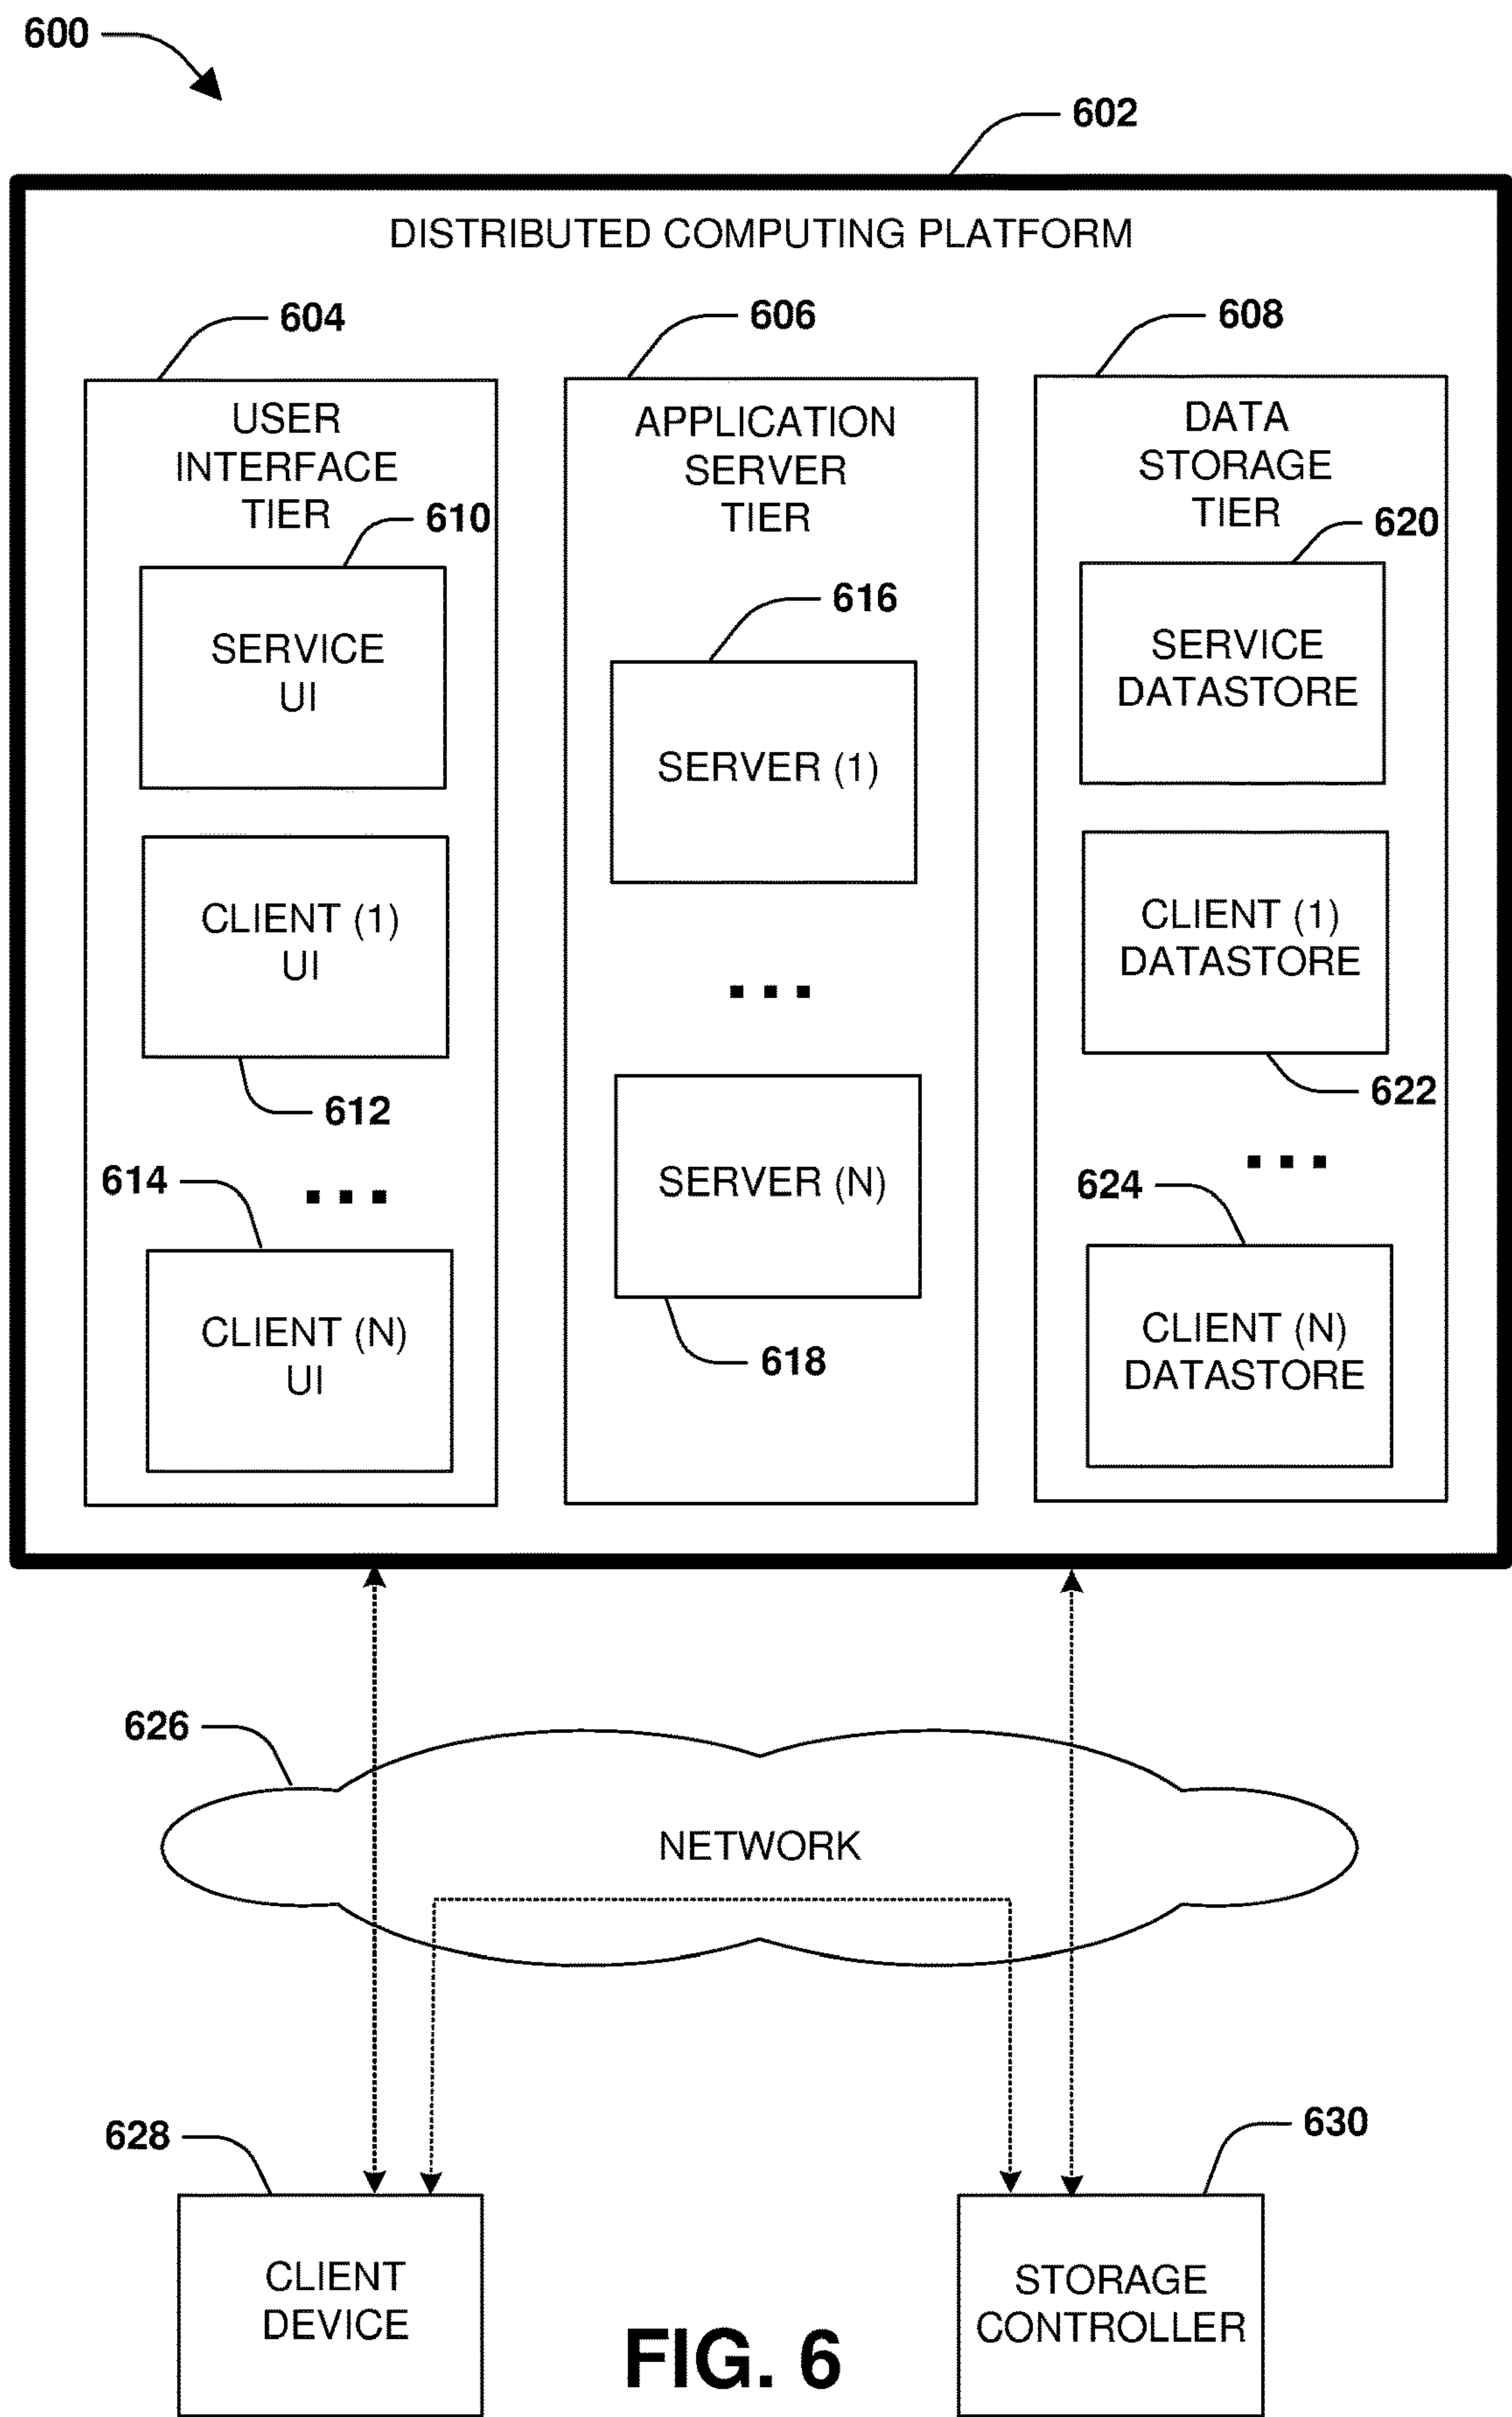 600
602
DISTRIBUTED COMPUTING PLATFORM
604
USER
INTERFACE
TIER
610
SERVICE
UI
CLIENT (1)
UI
612
614
...
CLIENT (N)
UI
606
APPLICATION
SERVER
TIER
616
SERVER (1)
...
SERVER (N)
618
608
DATA
STORAGE
TIER
620
SERVICE
DATASTORE
CLIENT (1)
DATASTORE
622
...
624
CLIENT (N)
DATASTORE
626
NETWORK
628
CLIENT
DEVICE
630
STORAGE
CONTROLLER
FIG. 6